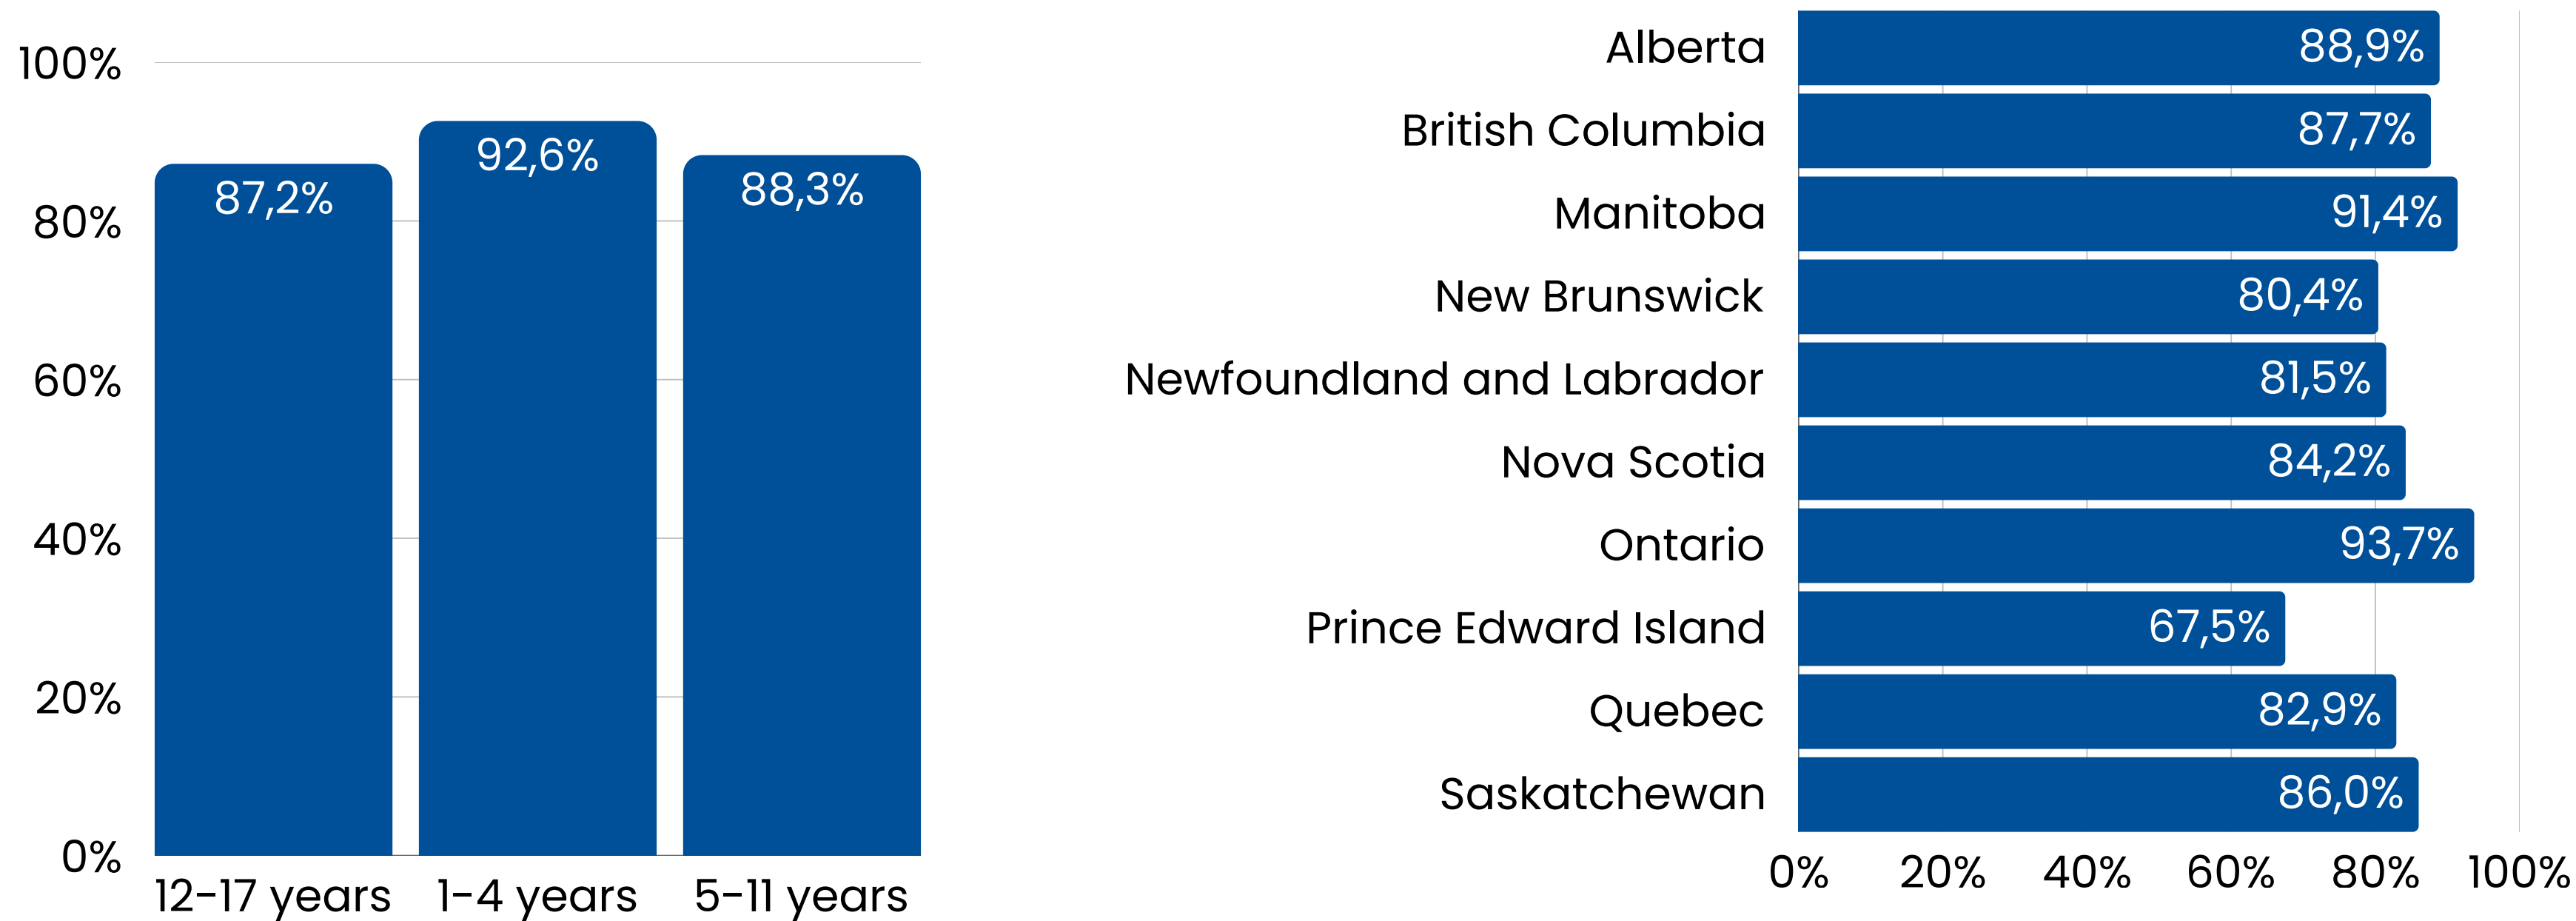 100%
80%
60%
40%
20%
0%
87,2%
92,6%
88,3%
12-17 years
1-4 years
5-11 years
Alberta 88,9%
British Columbia 87,7%
Manitoba 91,4%
New Brunswick 80,4%
Newfoundland and Labrador 81,5%
Nova Scotia 84,2%
Ontario 93,7%
Prince Edward Island 67,5%
Quebec 82,9%
Saskatchewan 86,0%
0% 20% 40% 60% 80% 100%